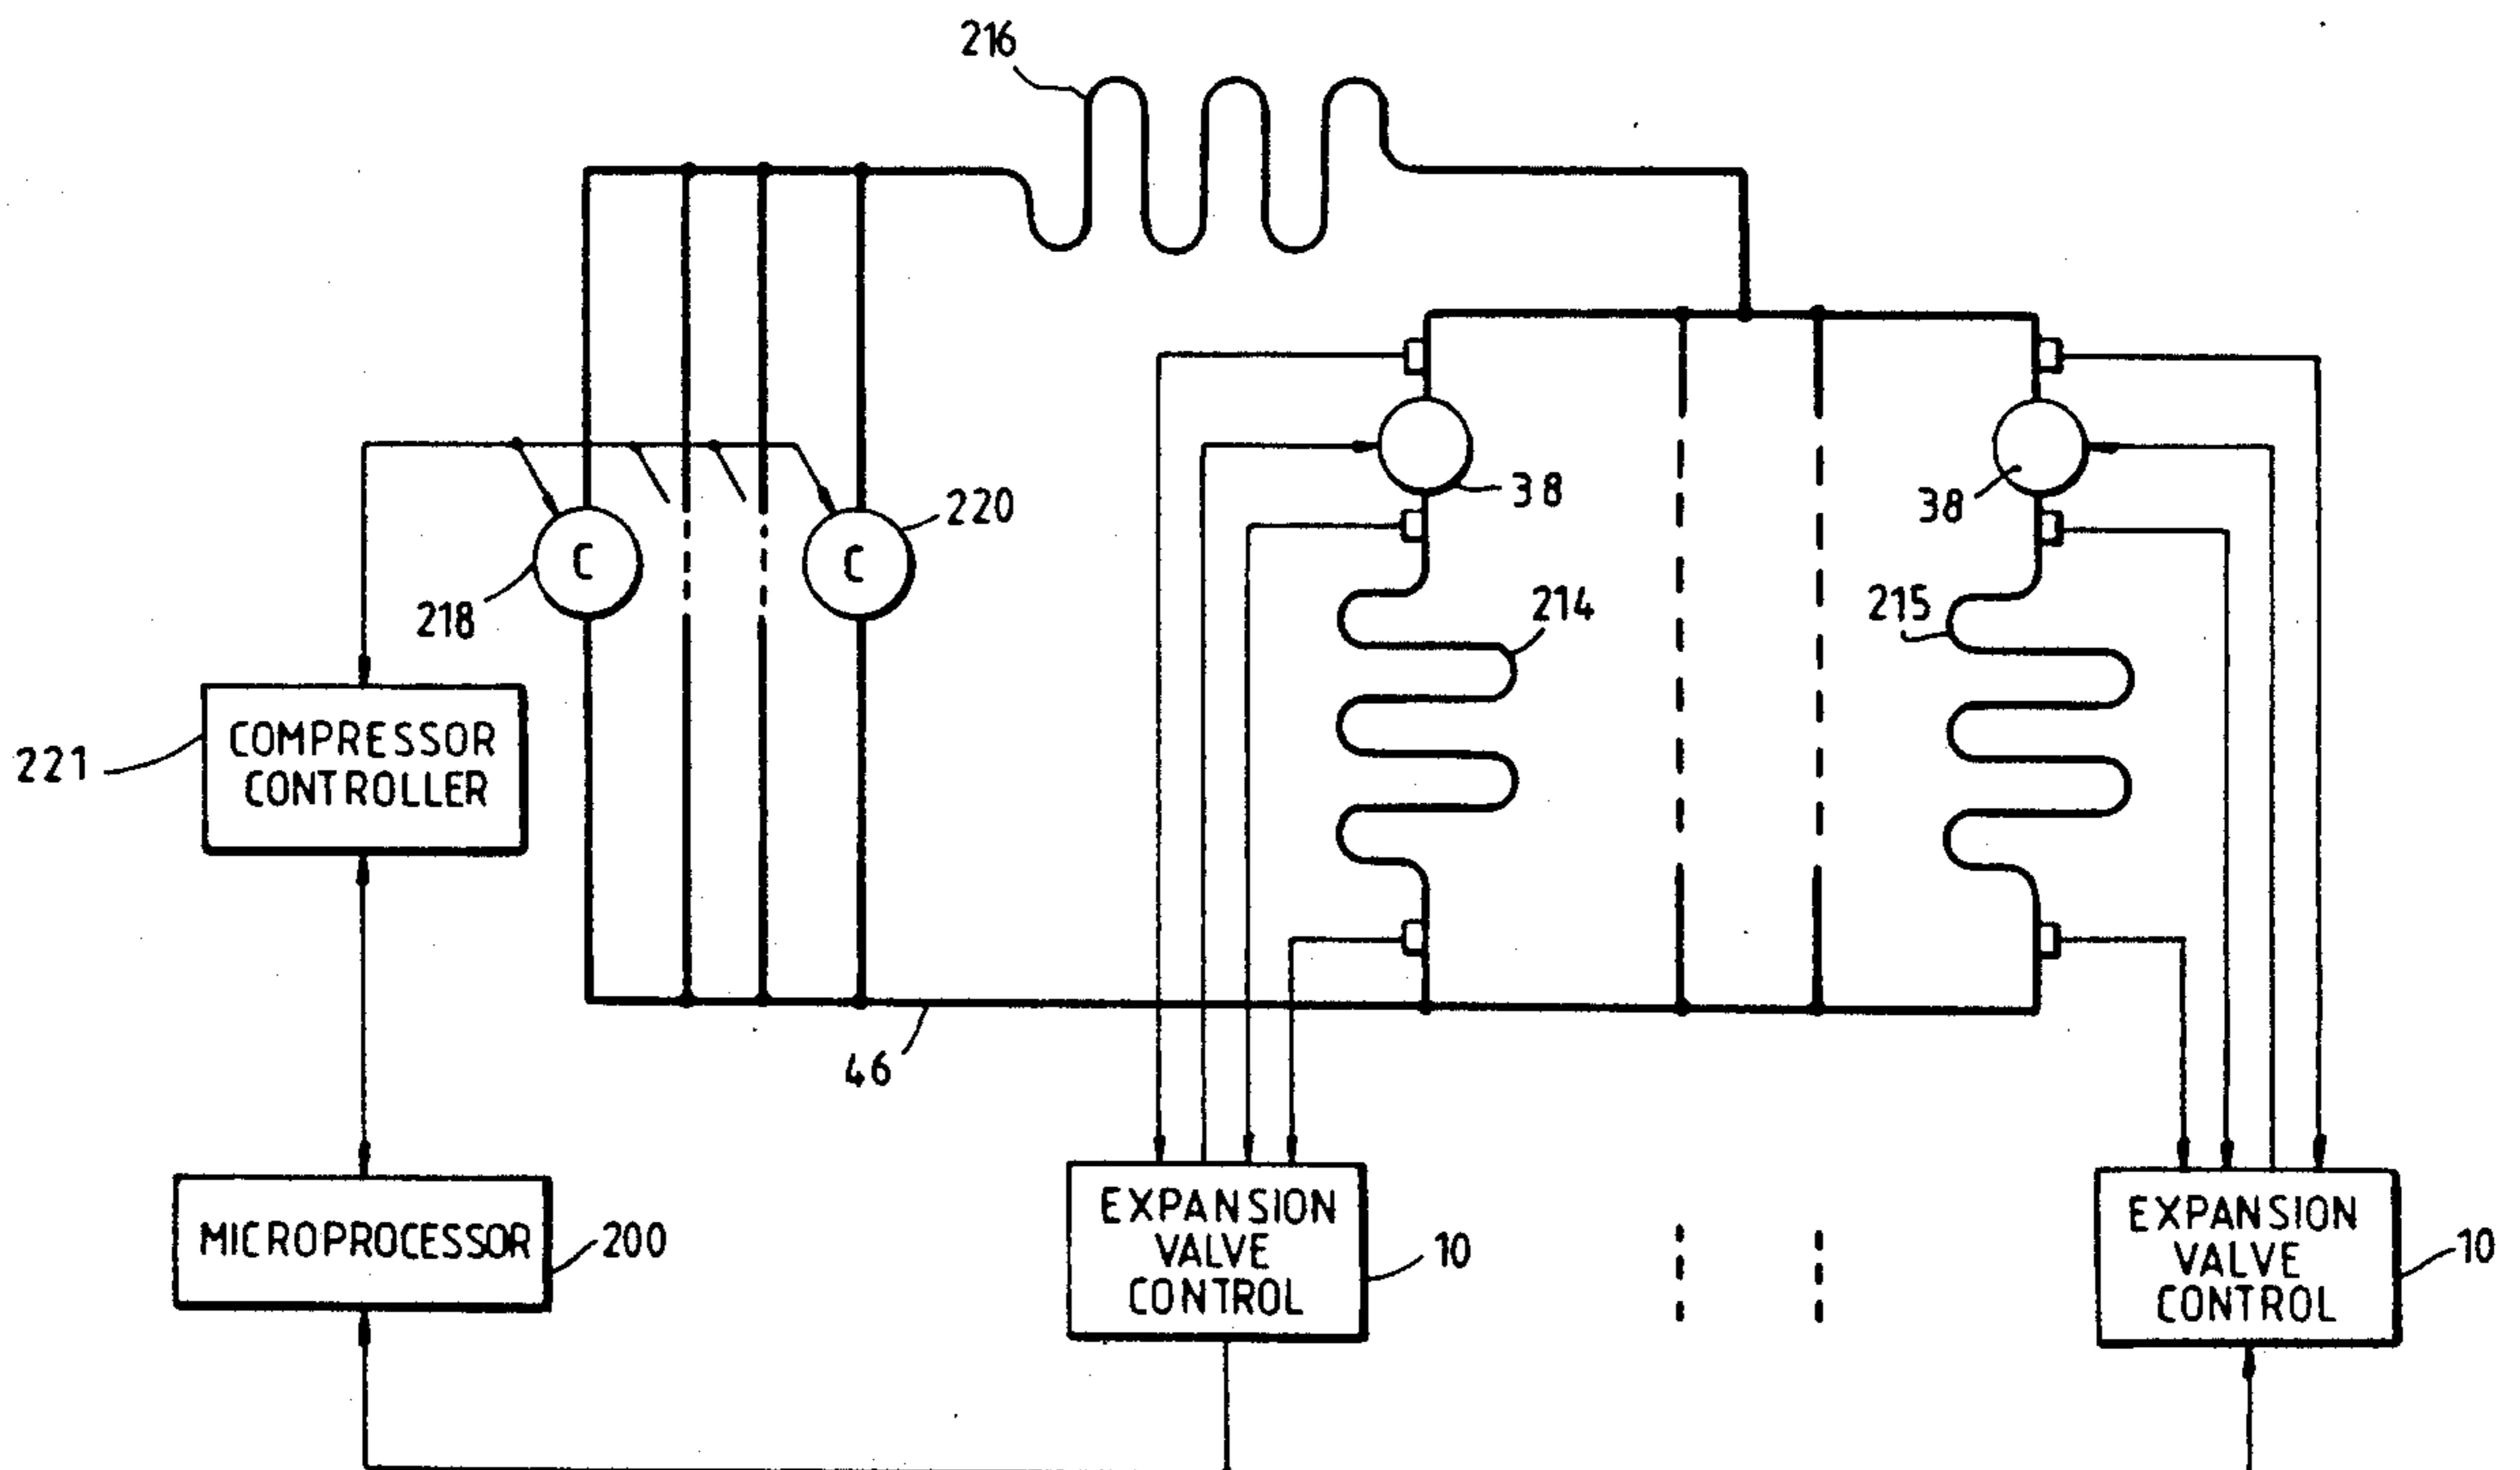 216
38
38
220
C
C
218
214
215
COMPRESSOR
CONTROLLER
221
46
MICROPROCESSOR
200
EXPANSION
VALVE
CONTROL
10
EXPANSION
VALVE
CONTROL
10